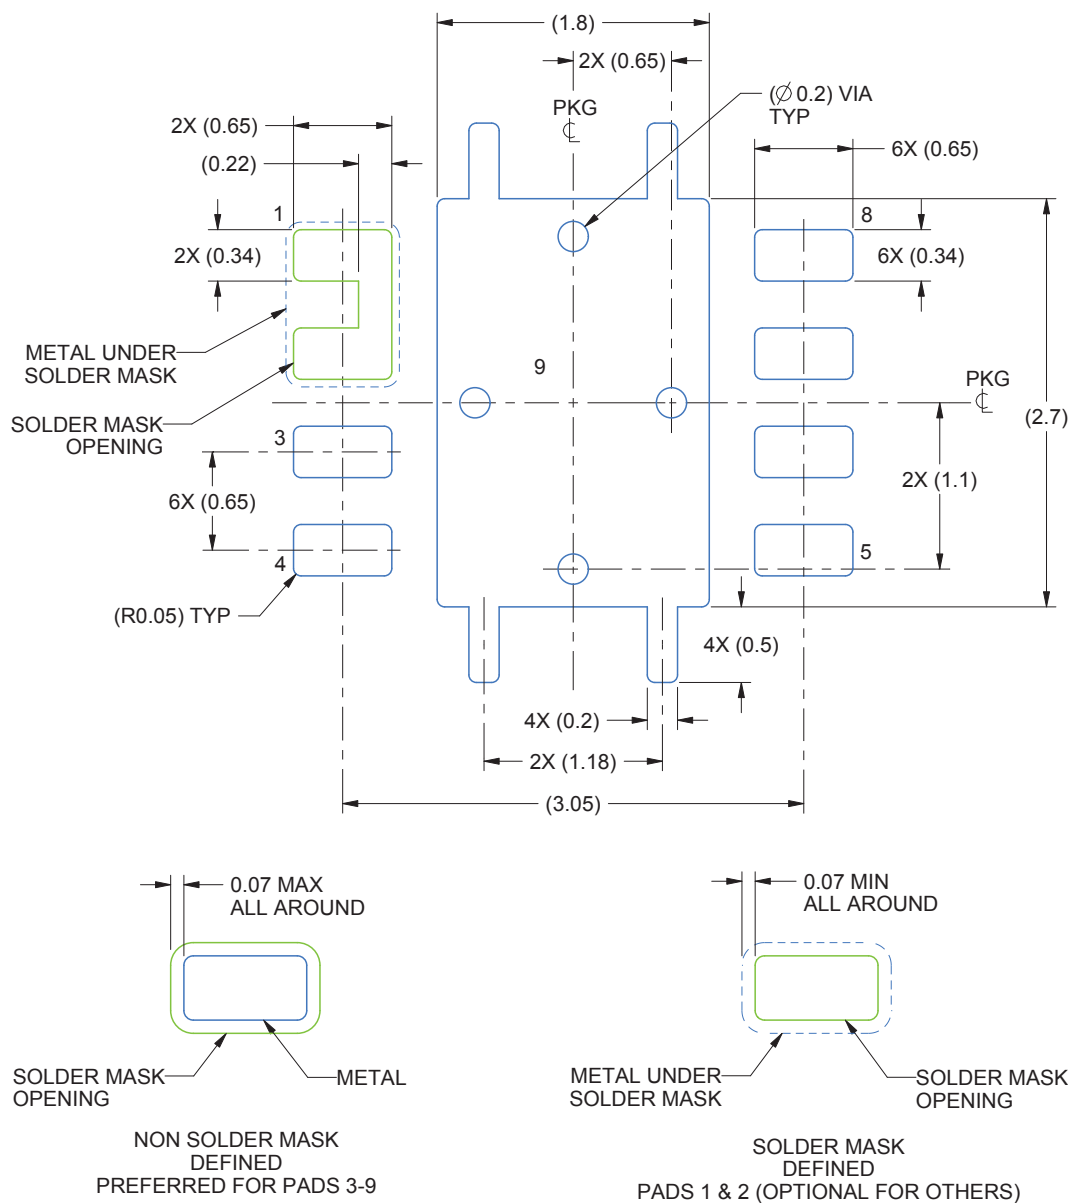 (1.8)
2X (0.65)
(Ø 0.2) VIA
TYP
PKG
℄
2X (0.65)
6X (0.65)
(0.22)
1
8
2X (0.34)
6X (0.34)
METAL UNDER
SOLDER MASK
9
PKG
℄
SOLDER MASK
OPENING
(2.7)
3
2X (1.1)
6X (0.65)
4
5
(R0.05) TYP
4X (0.5)
4X (0.2)
2X (1.18)
(3.05)
0.07 MAX
ALL AROUND
SOLDER MASK
OPENING
METAL
NON SOLDER MASK
DEFINED
PREFERRED FOR PADS 3-9
0.07 MIN
ALL AROUND
METAL UNDER
SOLDER MASK
SOLDER MASK
OPENING
SOLDER MASK
DEFINED
PADS 1 & 2 (OPTIONAL FOR OTHERS)